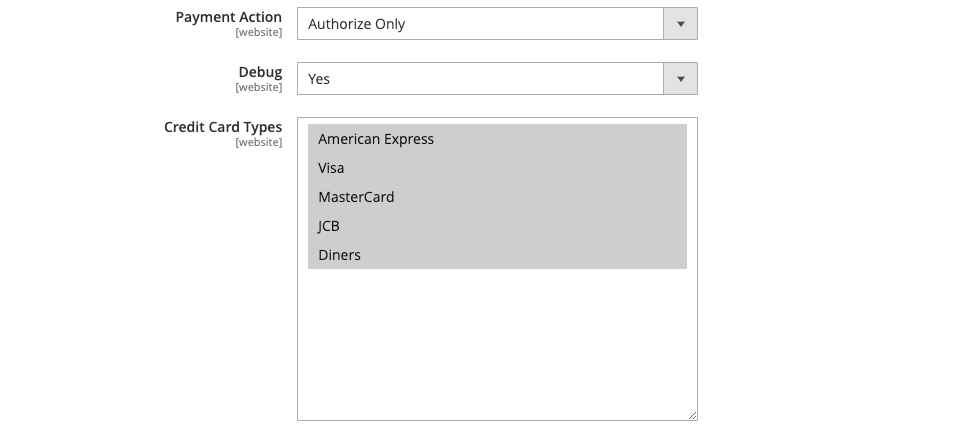 Payment Action
[website]
Authorize Only
Debug
[website]
Yes
Credit Card Types
[website]
American Express
Visa
MasterCard
JCB
Diners